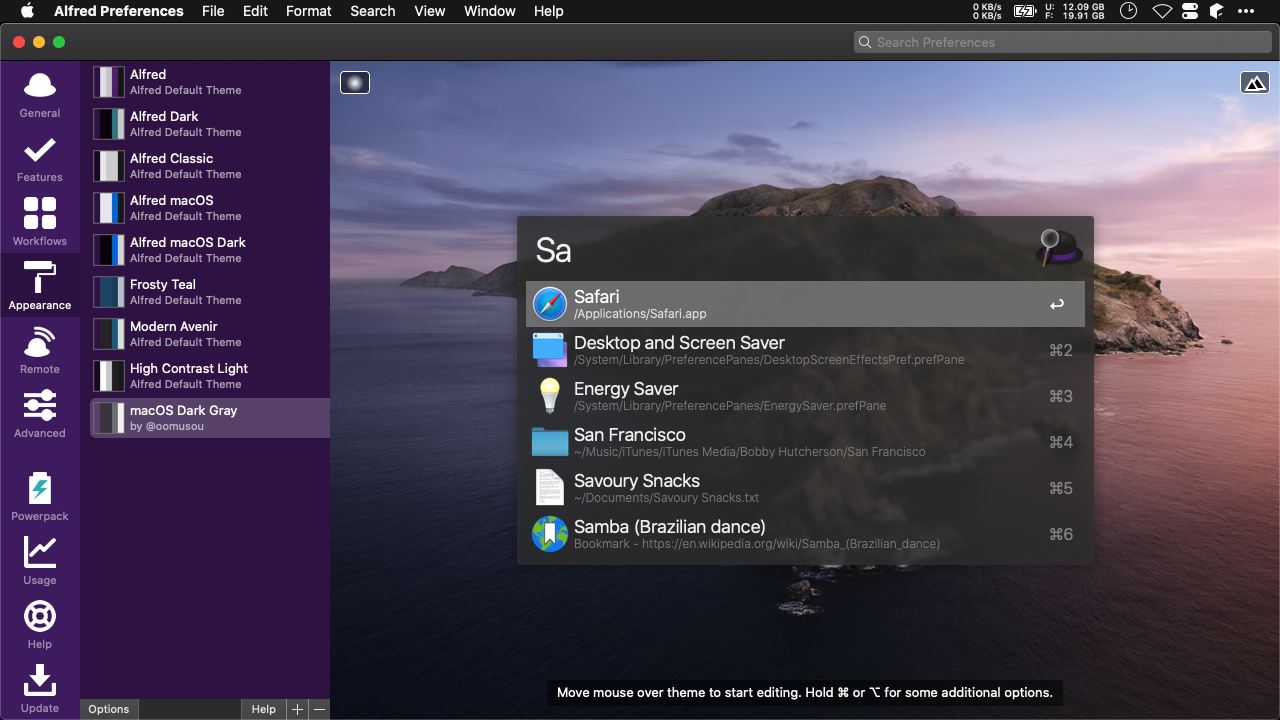 Alfred Preferences File Edit Format Search View Window Help 0 KB/s U: 12.09 GB
0 KB/s F: 19.91 GB
Search Preferences
General
Features
Workflows
Appearance
Remote
Advanced
Powerpack
Usage
Help
Update
Alfred
Alfred Default Theme
Alfred Dark
Alfred Default Theme
Alfred Classic
Alfred Default Theme
Alfred macOS
Alfred Default Theme
Alfred macOS Dark
Alfred Default Theme
Frosty Teal
Alfred Default Theme
Modern Avenir
Alfred Default Theme
High Contrast Light
Alfred Default Theme
macOS Dark Gray
by @oomusou
Options Help + −
Sa
Safari
/Applications/Safari.app ↩
Desktop and Screen Saver
/System/Library/PreferencePanes/DesktopScreenEffectsPref.prefPane ⌘2
Energy Saver
/System/Library/PreferencePanes/EnergySaver.prefPane ⌘3
San Francisco
~/Music/iTunes/iTunes Media/Bobby Hutcherson/San Francisco ⌘4
Savoury Snacks
~/Documents/Savoury Snacks.txt ⌘5
Samba (Brazilian dance)
Bookmark - https://en.wikipedia.org/wiki/Samba_(Brazilian_dance) ⌘6
Move mouse over theme to start editing. Hold ⌘ or ⌥ for some additional options.